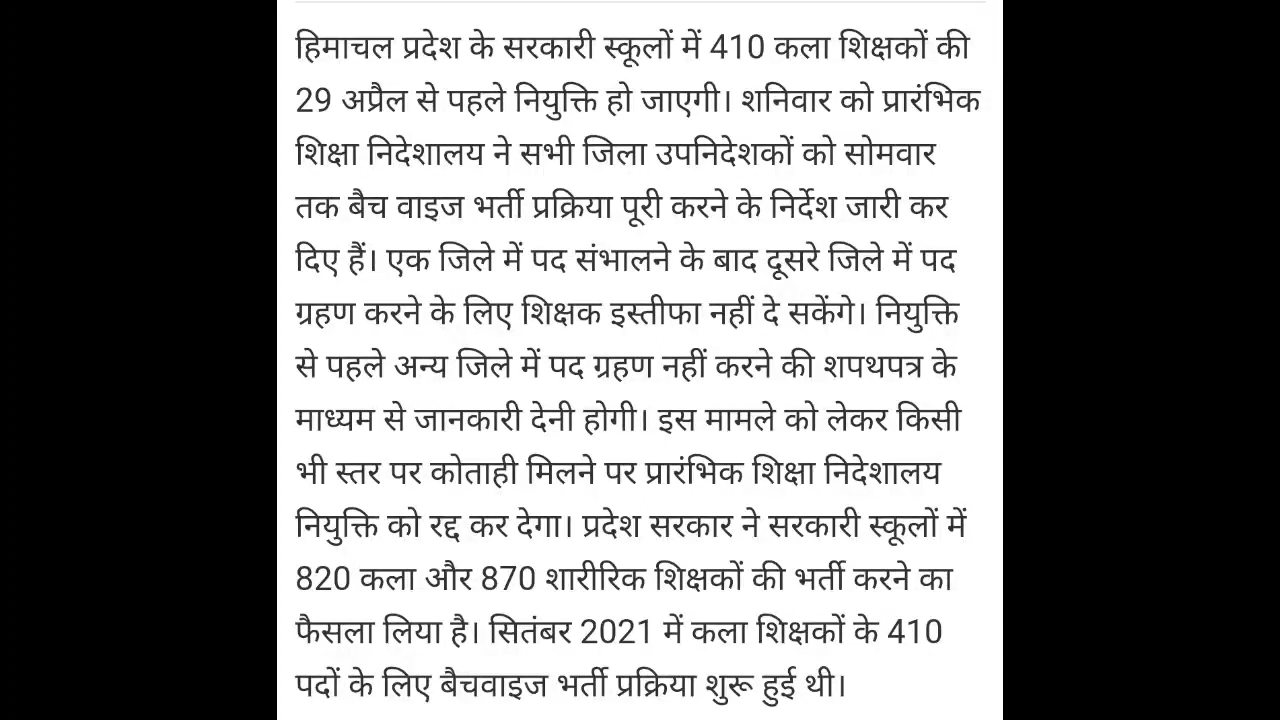 हिमाचल प्रदेश के सरकारी स्कूलों में 410 कला शिक्षकों की
29 अप्रैल से पहले नियुक्ति हो जाएगी। शनिवार को प्रारंभिक
शिक्षा निदेशालय ने सभी जिला उपनिदेशकों को सोमवार
तक बैच वाइज भर्ती प्रक्रिया पूरी करने के निर्देश जारी कर
दिए हैं। एक जिले में पद संभालने के बाद दूसरे जिले में पद
ग्रहण करने के लिए शिक्षक इस्तीफा नहीं दे सकेंगे। नियुक्ति
से पहले अन्य जिले में पद ग्रहण नहीं करने की शपथपत्र के
माध्यम से जानकारी देनी होगी। इस मामले को लेकर किसी
भी स्तर पर कोताही मिलने पर प्रारंभिक शिक्षा निदेशालय
नियुक्ति को रद्द कर देगा। प्रदेश सरकार ने सरकारी स्कूलों में
820 कला और 870 शारीरिक शिक्षकों की भर्ती करने का
फैसला लिया है। सितंबर 2021 में कला शिक्षकों के 410
पदों के लिए बैचवाइज भर्ती प्रक्रिया शुरू हुई थी।